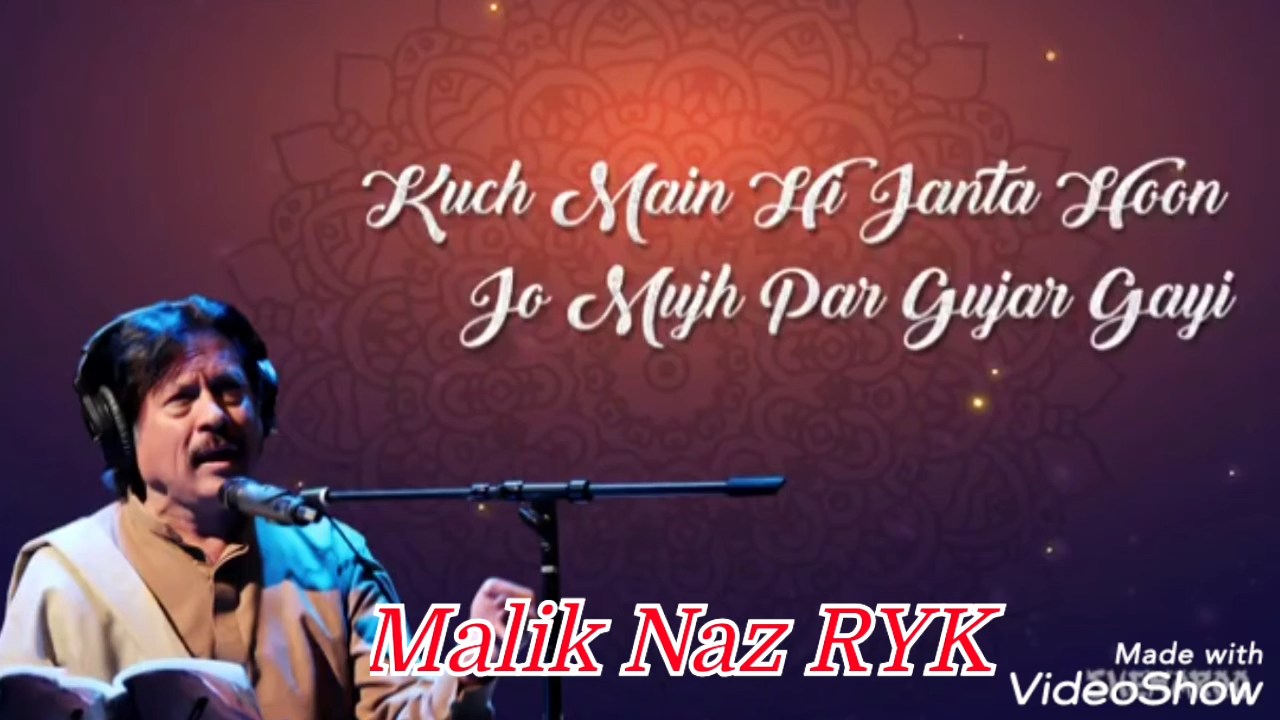 Kuch Main Hi Janta Hoon
Jo Mujh Par Gujar Gayi
Malik Naz RYK
Made with
VideoShow